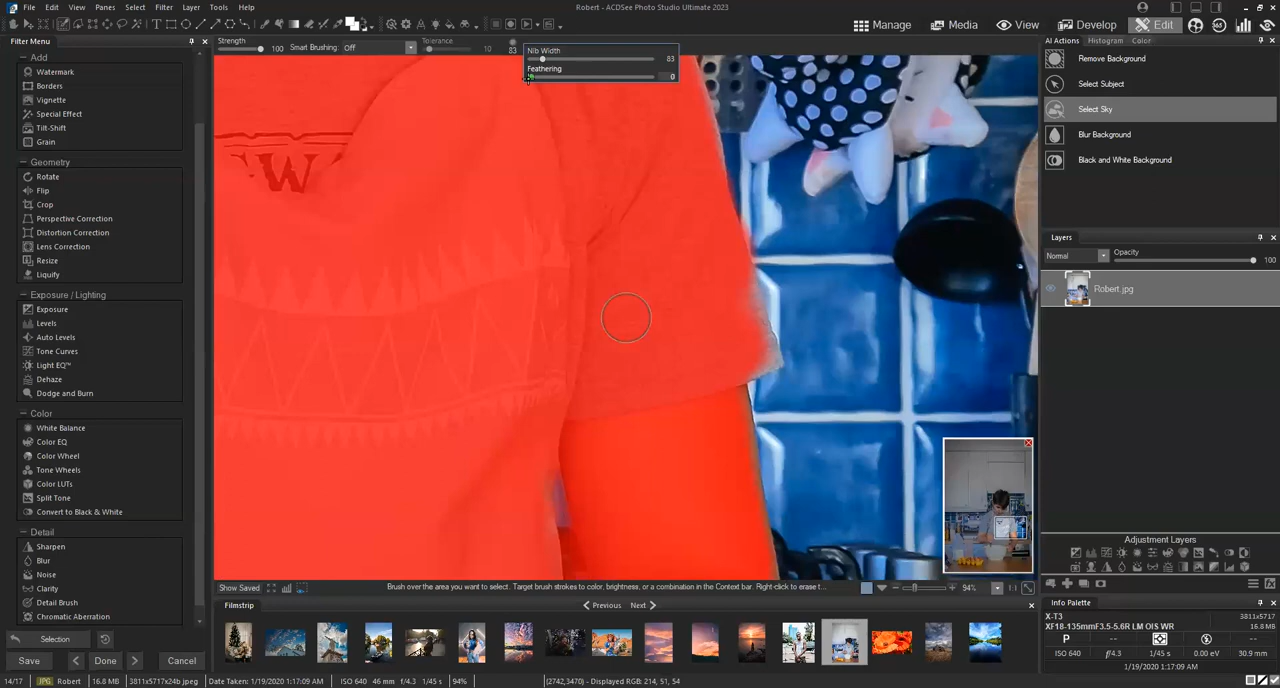 Robert - ACDSee Photo Studio Ultimate 2023
File Edit View Panes Select Filter Layer Tools Help
Manage Media View Develop Edit 365
Filter Menu
Strength 100 Smart Brushing: Off Tolerance 10 83
Nib Width 83
Feathering 0
Add
Watermark
Borders
Vignette
Special Effect
Tilt-Shift
Grain
Geometry
Rotate
Flip
Crop
Perspective Correction
Distortion Correction
Lens Correction
Resize
Liquify
Exposure / Lighting
Exposure
Levels
Auto Levels
Tone Curves
Light EQ™
Dehaze
Dodge and Burn
Color
White Balance
Color EQ
Color Wheel
Tone Wheels
Color LUTs
Split Tone
Convert to Black & White
Detail
Sharpen
Blur
Noise
Clarity
Detail Brush
Chromatic Aberration
Selection
Save Done Cancel
W
AI Actions Histogram Color
Remove Background
Select Subject
Select Sky
Blur Background
Black and White Background
Layers
Normal Opacity 100
Robert.jpg
Adjustment Layers
Show Saved Brush over the area you want to select. Target brush strokes to color, brightness, or a combination in the Context bar. Right-click to erase t... 94% 1:1
Filmstrip Previous Next
Info Palette
X-T3 3811x5717
XF18-135mmF3.5-5.6R LM OIS WR 16.8 MB
P -- --
ISO 640 f/4.3 1/45 s --
-- -- 0.00 eV 30.9 mm
1/19/2020 1:17:09 AM
14/17 JPG Robert 16.8 MB 3811x5717x24b jpeg Date Taken: 1/19/2020 1:17:09 AM ISO 640 46 mm f/4.3 1/45 s 94% (2742,3470) - Displayed RGB: 214, 51, 54